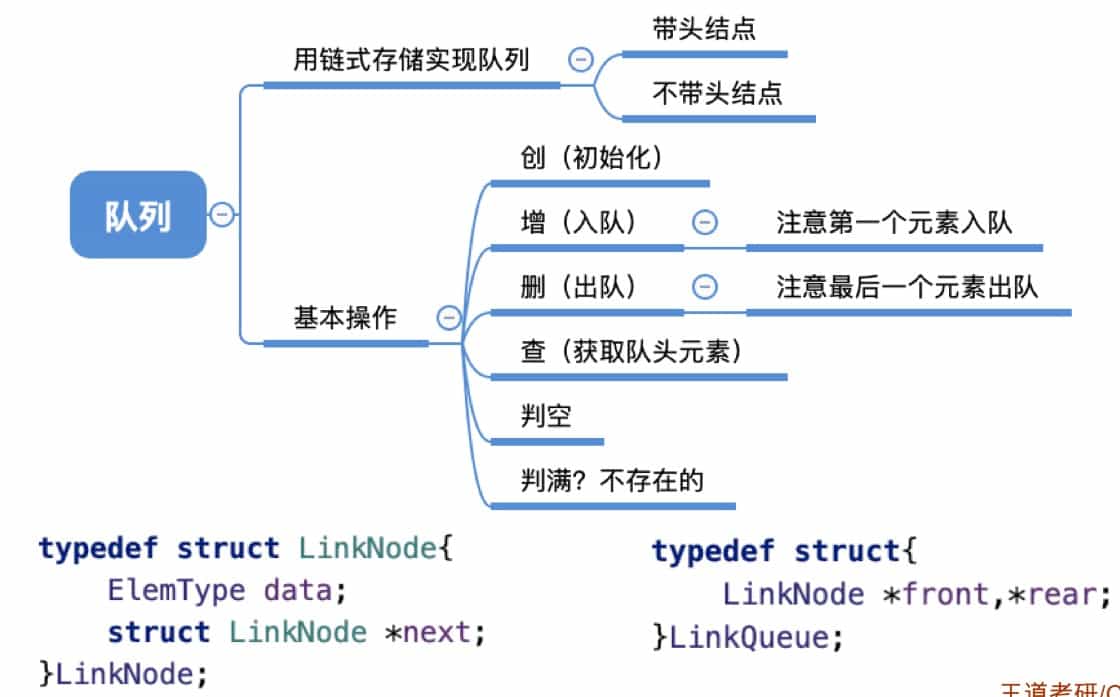 用链式存储实现队列
带头结点
不带头结点
队列
基本操作
创（初始化）
增（入队）
注意第一个元素入队
删（出队）
注意最后一个元素出队
查（获取队头元素）
判空
判满？不存在的
typedef struct LinkNode{
ElemType data;
struct LinkNode *next;
}LinkNode;
typedef struct{
LinkNode *front,*rear;
}LinkQueue;
王道考研/C